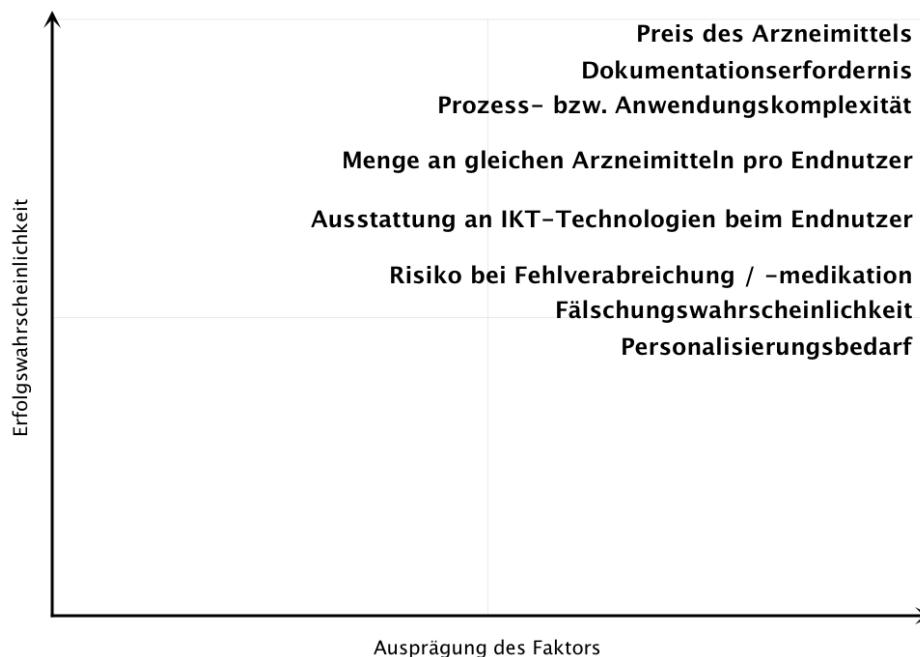 Preis des Arzneimittels
Dokumentationserfordernis
Prozess– bzw. Anwendungskomplexität
Menge an gleichen Arzneimitteln pro Endnutzer
Ausstattung an IKT–Technologien beim Endnutzer
Risiko bei Fehlverabreichung / –medikation
Fälschungswahrscheinlichkeit
Personalisierungsbedarf
Erfolgswahrscheinlichkeit
Ausprägung des Faktors